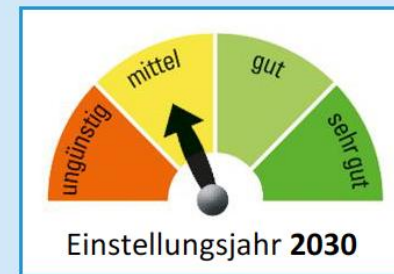 ungünstig
mittel
gut
sehr gut
Einstellungsjahr 2030